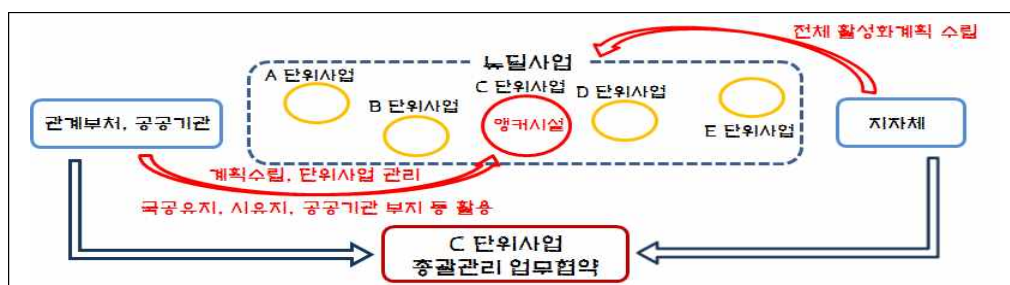 전체 활성화계획 수립
뉴딜사업
A 단위사업
C 단위사업
D 단위사업
B 단위사업
앵커시설
E 단위사업
관계부처, 공공기관
지자체
계획수립, 단위사업 관리
국공유지, 시유지, 공공기관 부지 등 활용
C 단위사업
총괄관리 업무협약